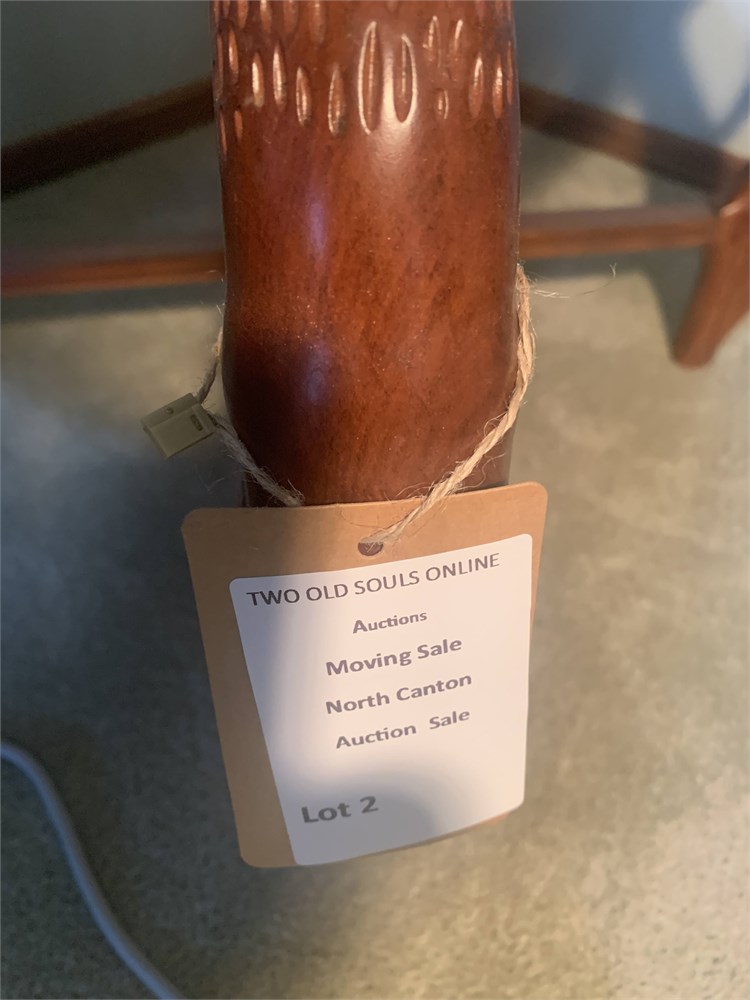 TWO OLD SOULS ONLINE
Auctions
Moving Sale
North Canton
Auction Sale
Lot 2